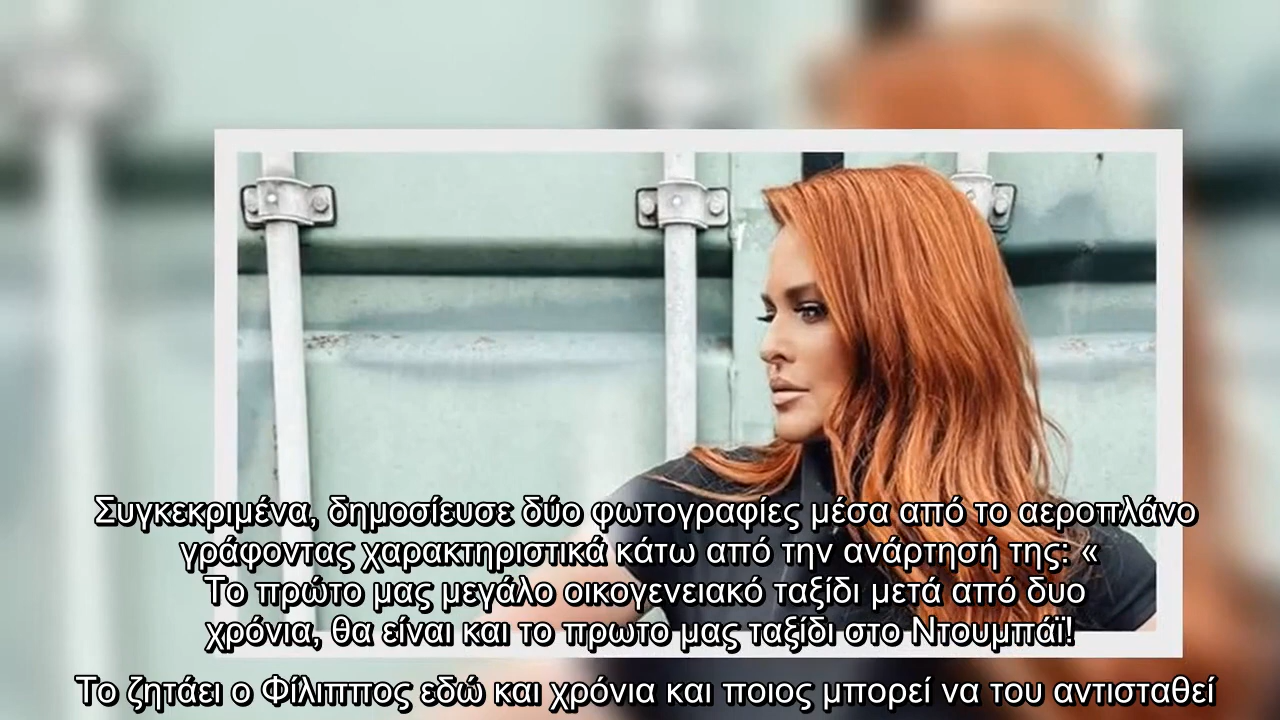 Συγκεκριμένα, δημοσίευσε δύο φωτογραφίες μέσα από το αεροπλάνο
γράφοντας χαρακτηριστικά κάτω από την ανάρτησή της: «
Το πρώτο μας μεγάλο οικογενειακό ταξίδι μετά από δυο
χρόνια, θα είναι και το πρωτο μας ταξίδι στο Ντουμπάϊ!
Το ζητάει ο Φίλιππος εδώ και χρόνια και ποιος μπορεί να του αντισταθεί